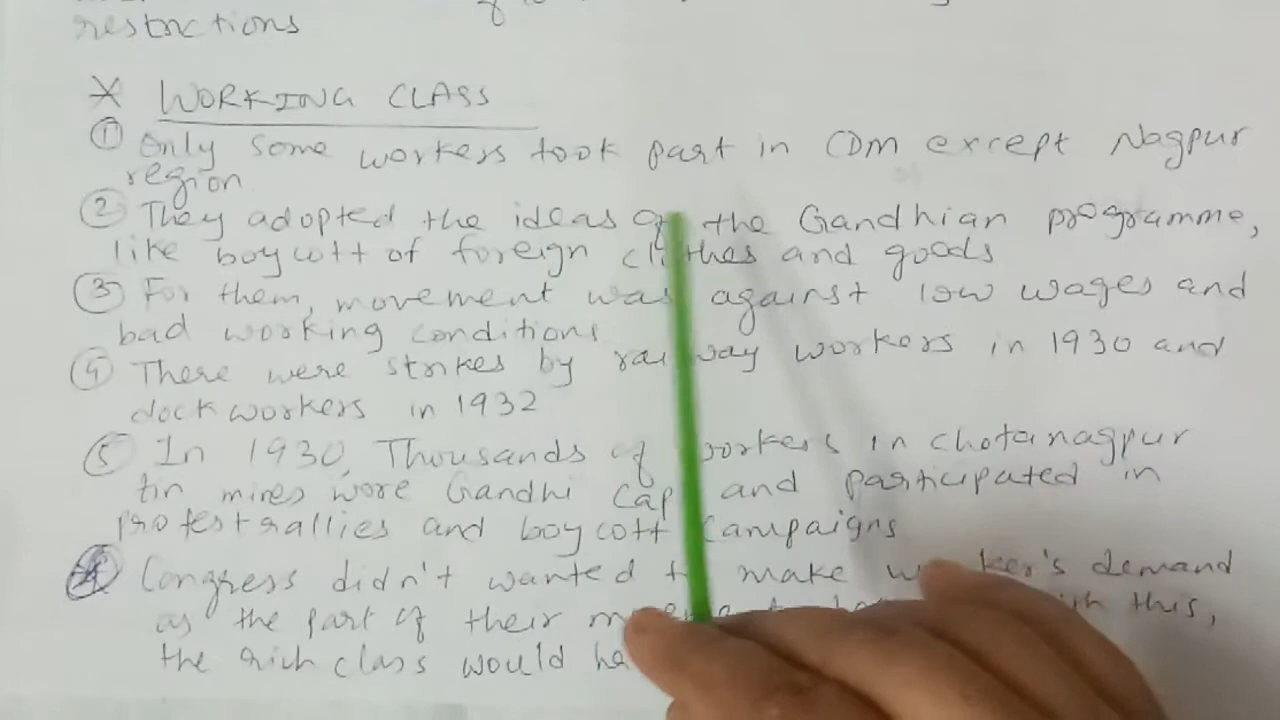 restrictions
* WORKING CLASS
① Only some workers took part in CDM except Nagpur
region
② They adopted the ideas of the Gandhian programme,
like boycott of foreign clothes and goods
③ For them, movement was against low wages and
bad working conditions
④ There were strikes by railway workers in 1930 and
dockworkers in 1932
⑤ In 1930, Thousands of workers in chotanagpur
tin mines wore Gandhi Cap and participated in
protest rallies and boycott campaigns
Congress didn't wanted to make worker's demand
as the part of their this,
the rich class would